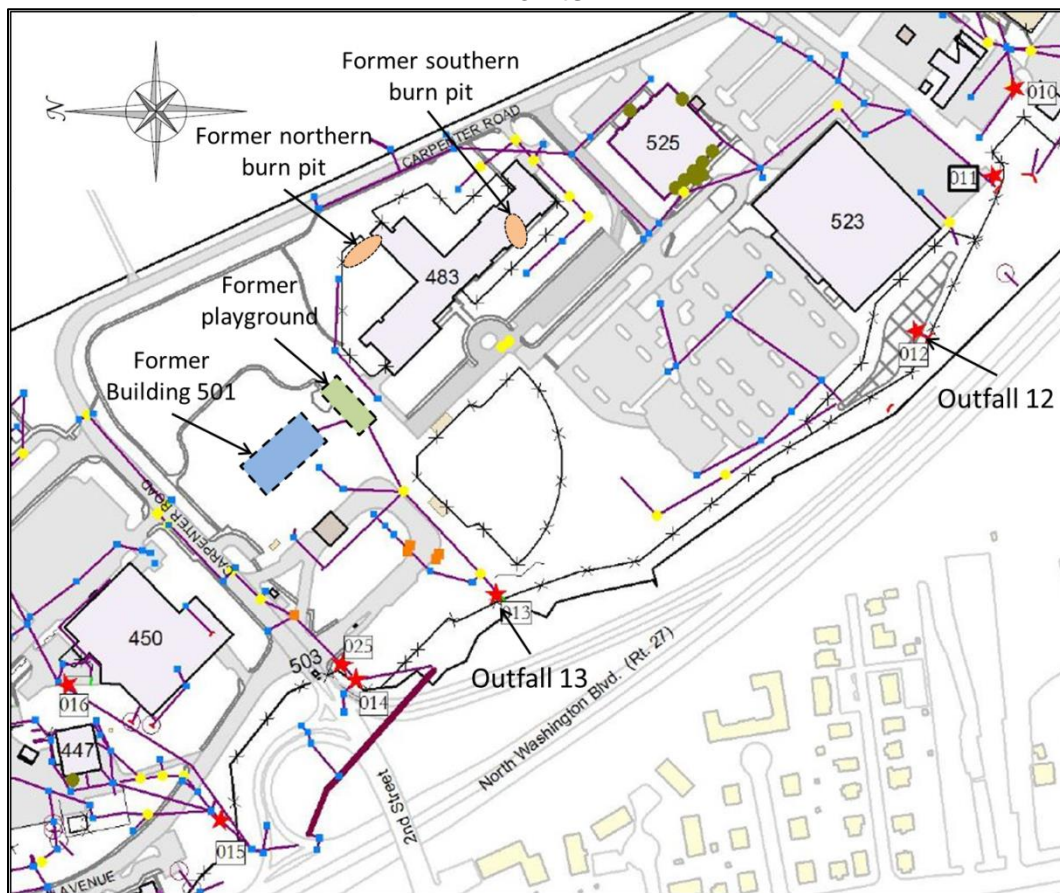 Former southern
burn pit
Former northern
burn pit
N
CARPENTER ROAD
525
010
011
523
483
Former
playground
Former
Building 501
012
Outfall 12
CARPENTER ROAD
450
503
025
013
Outfall 13
014
016
447
015
AVENUE
2nd Street
North Washington Blvd. (Rt. 27)